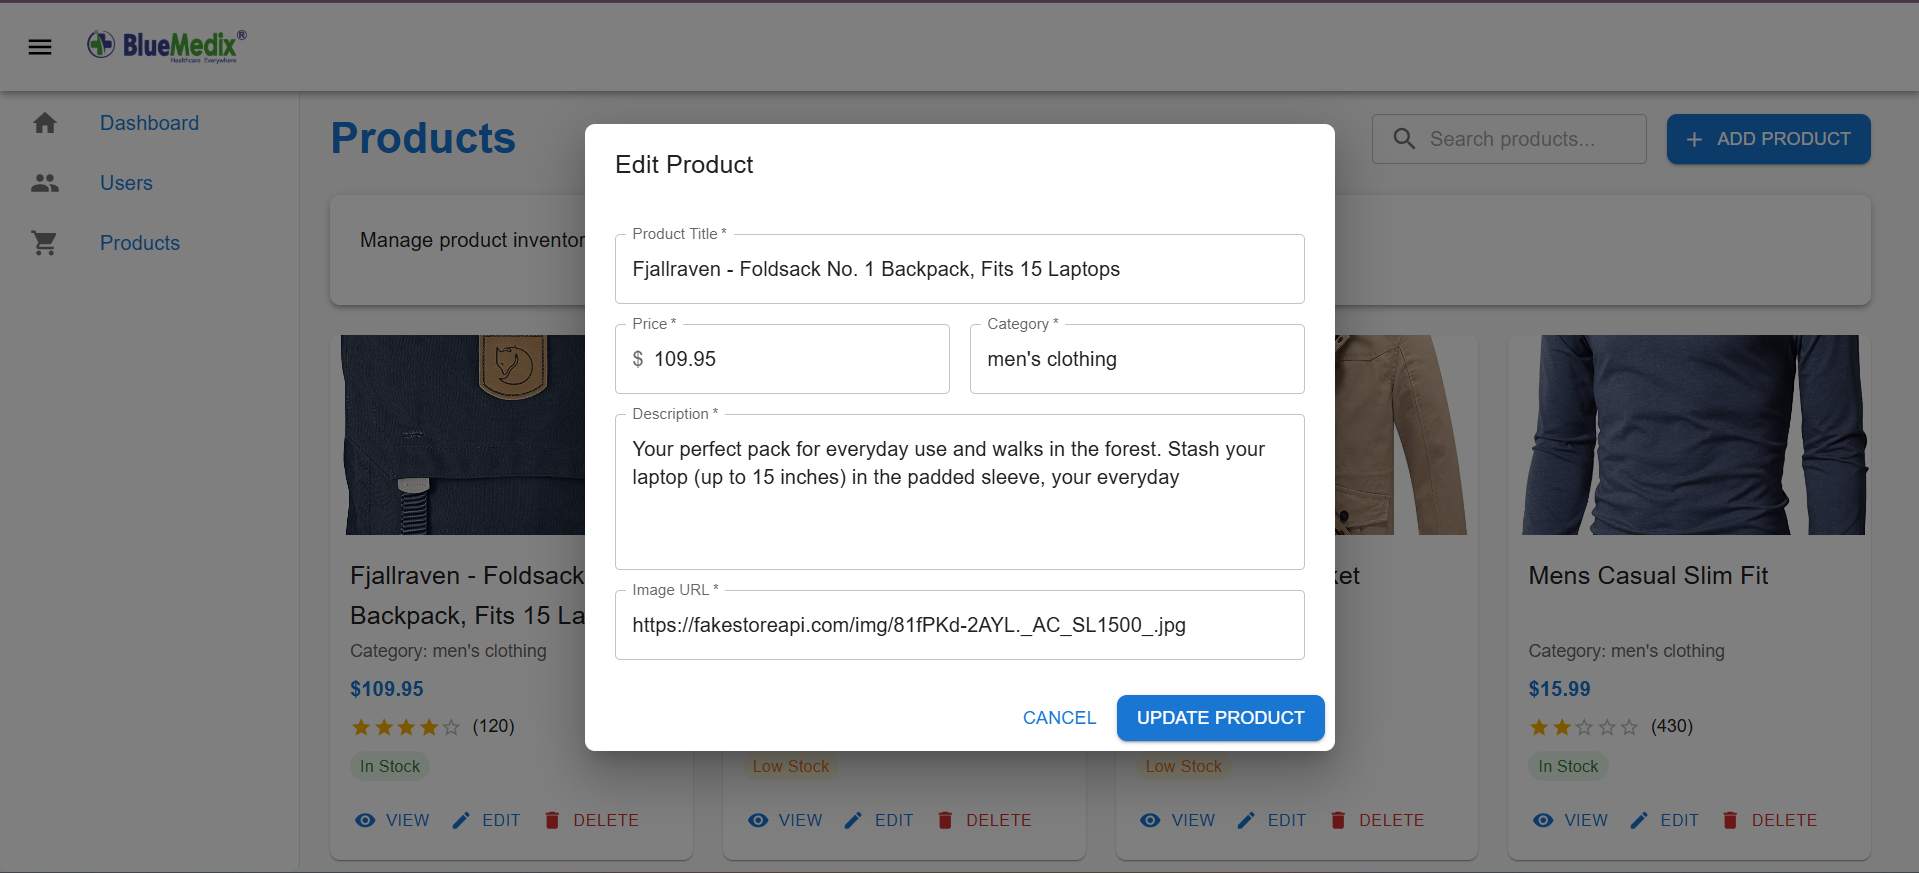 BlueMedix®
Healthcare Everywhere
Dashboard
Users
Products
Products
Search products...
ADD PRODUCT
Manage product inventor
Edit Product
Product Title *
Fjallraven - Foldsack No. 1 Backpack, Fits 15 Laptops
Price *
$ 109.95
Category *
men's clothing
Description *
Your perfect pack for everyday use and walks in the forest. Stash your
laptop (up to 15 inches) in the padded sleeve, your everyday
Image URL *
https://fakestoreapi.com/img/81fPKd-2AYL._AC_SL1500_.jpg
CANCEL
UPDATE PRODUCT
Fjallraven - Foldsack
Backpack, Fits 15 La
Category: men's clothing
$109.95
(120)
In Stock
VIEW EDIT DELETE
Low Stock
VIEW EDIT DELETE
ket
Low Stock
VIEW EDIT DELETE
Mens Casual Slim Fit
Category: men's clothing
$15.99
(430)
In Stock
VIEW EDIT DELETE